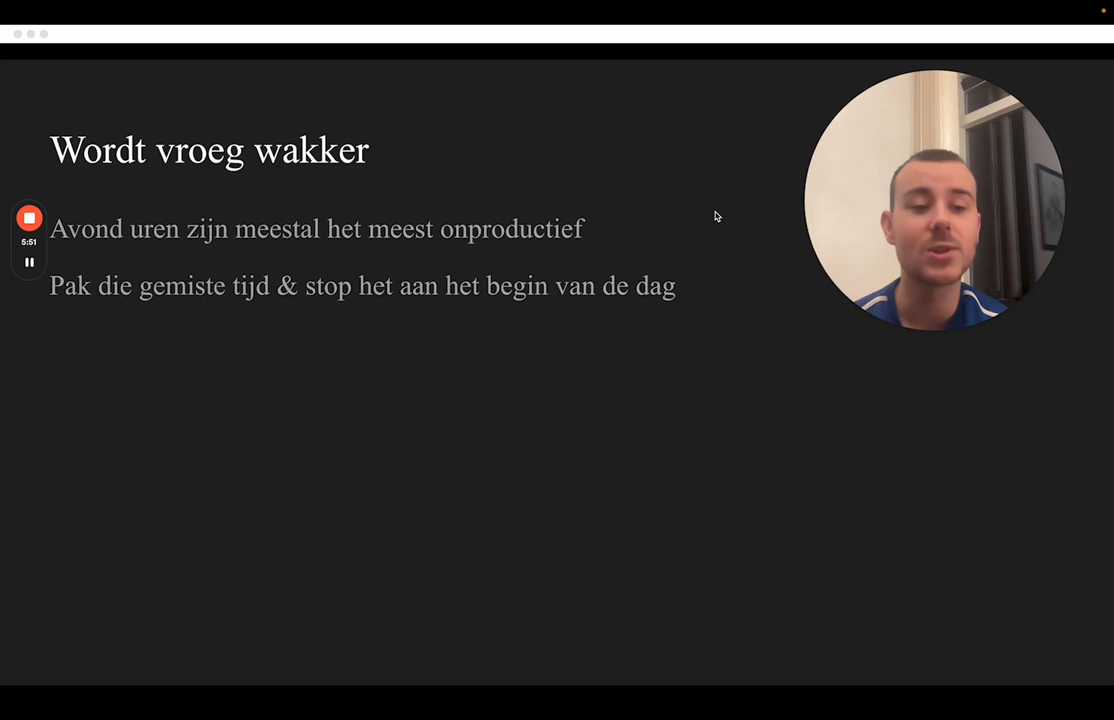 Wordt vroeg wakker
Avond uren zijn meestal het meest onproductief
5:51
Pak die gemiste tijd & stop het aan het begin van de dag